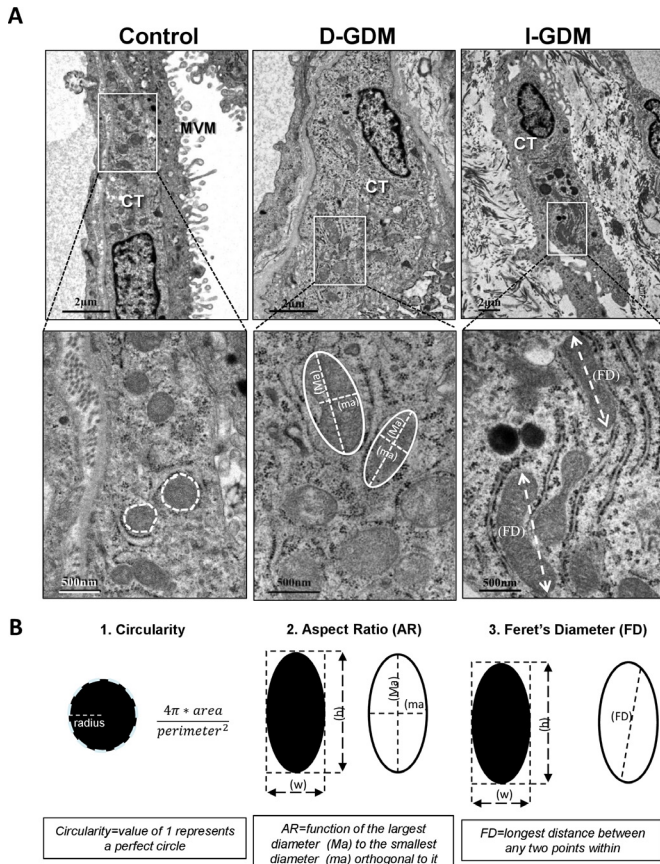 A
Control
D-GDM
I-GDM
MVM
CT
2µm
CT
2µm
CT
2µm
500nm
(Ma)
(ma)
(Ma)
(ma)
500nm
(FD)
(FD)
500nm
B
1. Circularity
2. Aspect Ratio (AR)
3. Feret's Diameter (FD)
radius
4π * area
perimeter²
(h)
(w)
(Ma)
(ma)
(h)
(w)
(FD)
Circularity=value of 1 represents
a perfect circle
AR=function of the largest
diameter (Ma) to the smallest
diameter (ma) orthogonal to it
FD=longest distance between
any two points within